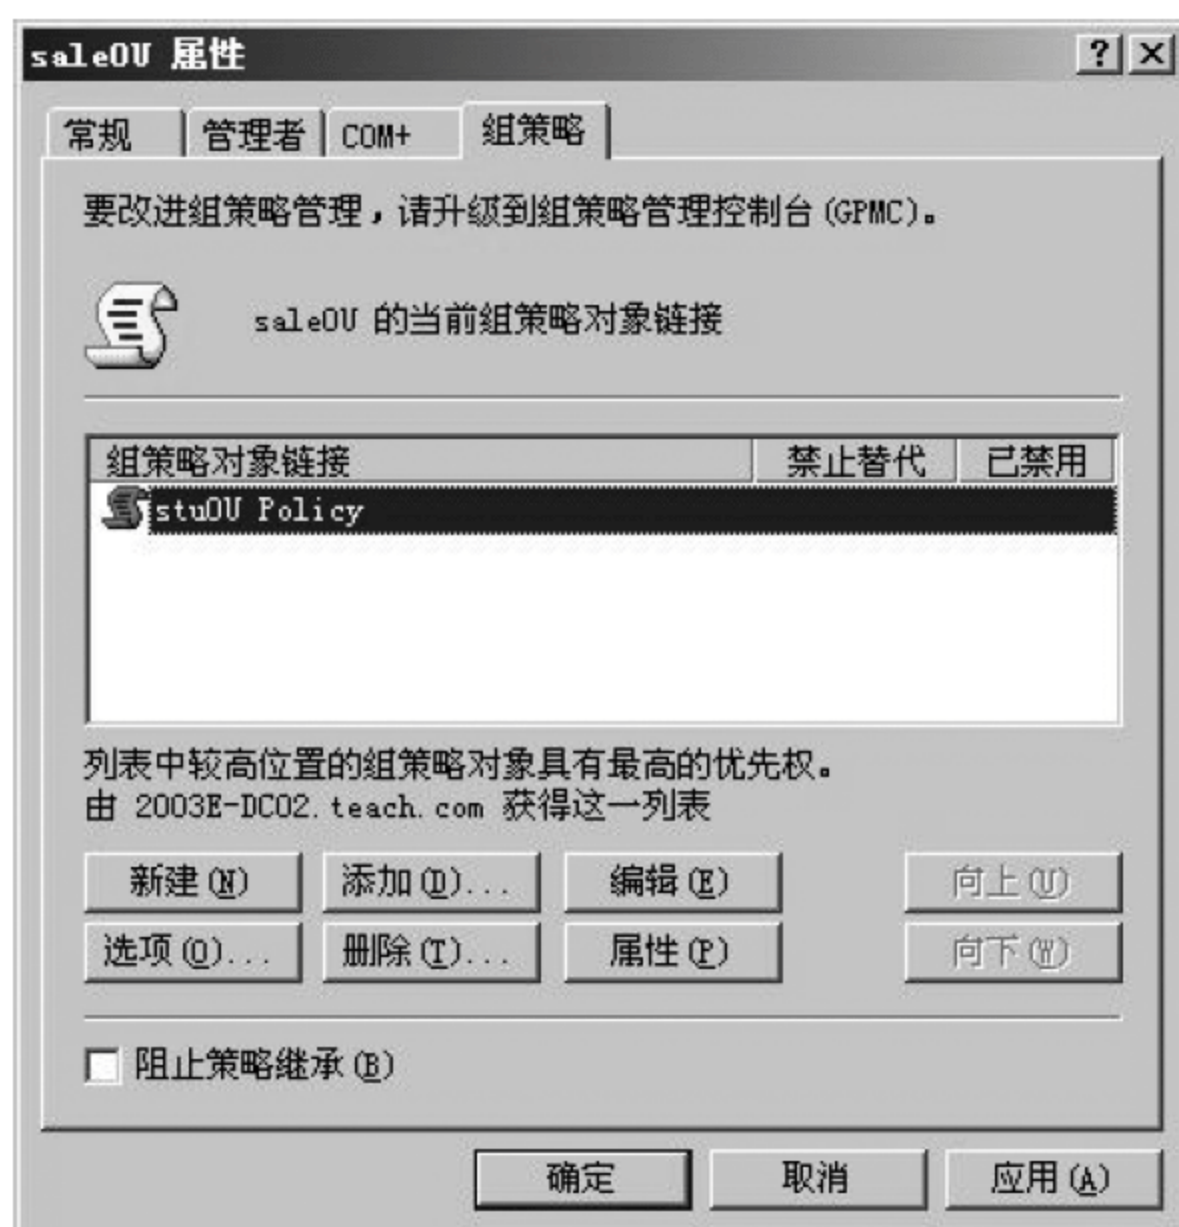 saleOU 属性
常规 管理者 COM+ 组策略
要改进组策略管理，请升级到组策略管理控制台(GPMC)。
saleOU 的当前组策略对象链接
组策略对象链接 禁止替代 已禁用
stuOU Policy
列表中较高位置的组策略对象具有最高的优先权。
由 2003E-DC02.teach.com 获得这一列表
新建(N) 添加(D)... 编辑(E) 向上(U)
选项(O)... 删除(T)... 属性(P) 向下(W)
阻止策略继承(B)
确定 取消 应用(A)